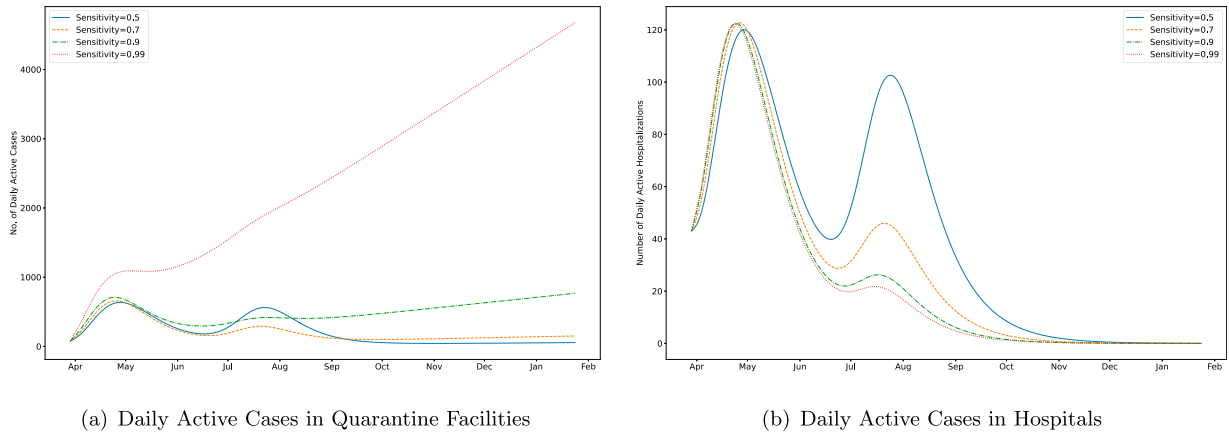 Sensitivity=0.5
Sensitivity=0.7
Sensitivity=0.9
Sensitivity=0.99
No. of Daily Active Cases
4000
3000
2000
1000
0
Apr May Jun Jul Aug Sep Oct Nov Dec Jan Feb
(a) Daily Active Cases in Quarantine Facilities
Sensitivity=0.5
Sensitivity=0.7
Sensitivity=0.9
Sensitivity=0.99
Number of Daily Active Hospitalizations
120
100
80
60
40
20
0
Apr May Jun Jul Aug Sep Oct Nov Dec Jan Feb
(b) Daily Active Cases in Hospitals